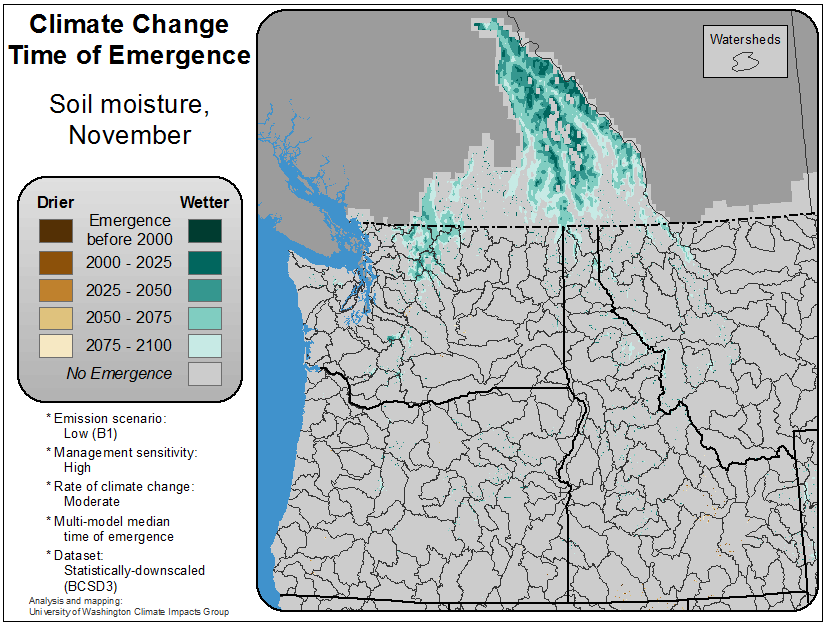 Climate Change
Time of Emergence
Soil moisture,
November
Drier
Wetter
Emergence
before 2000
2000 - 2025
2025 - 2050
2050 - 2075
2075 - 2100
No Emergence
* Emission scenario:
Low (B1)
* Management sensitivity:
High
* Rate of climate change:
Moderate
* Multi-model median
time of emergence
* Dataset:
Statistically-downscaled
(BCSD3)
Analysis and mapping:
University of Washington Climate Impacts Group
Watersheds